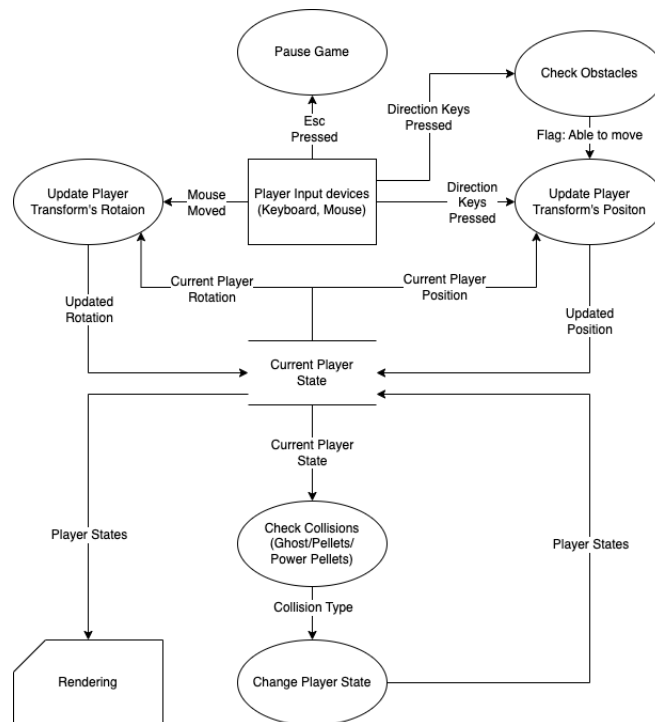 Pause Game
Check Obstacles
Esc
Pressed
Direction Keys
Pressed
Flag: Able to move
Update Player
Transform's Rotaion
Mouse
Moved
Player Input devices
(Keyboard, Mouse)
Direction
Keys
Pressed
Update Player
Transform's Positon
Current Player
Rotation
Current Player
Position
Updated
Rotation
Updated
Position
Current Player
State
Current Player
State
Player States
Check Collisions
(Ghost/Pellets/
Power Pellets)
Player States
Collision Type
Rendering
Change Player State